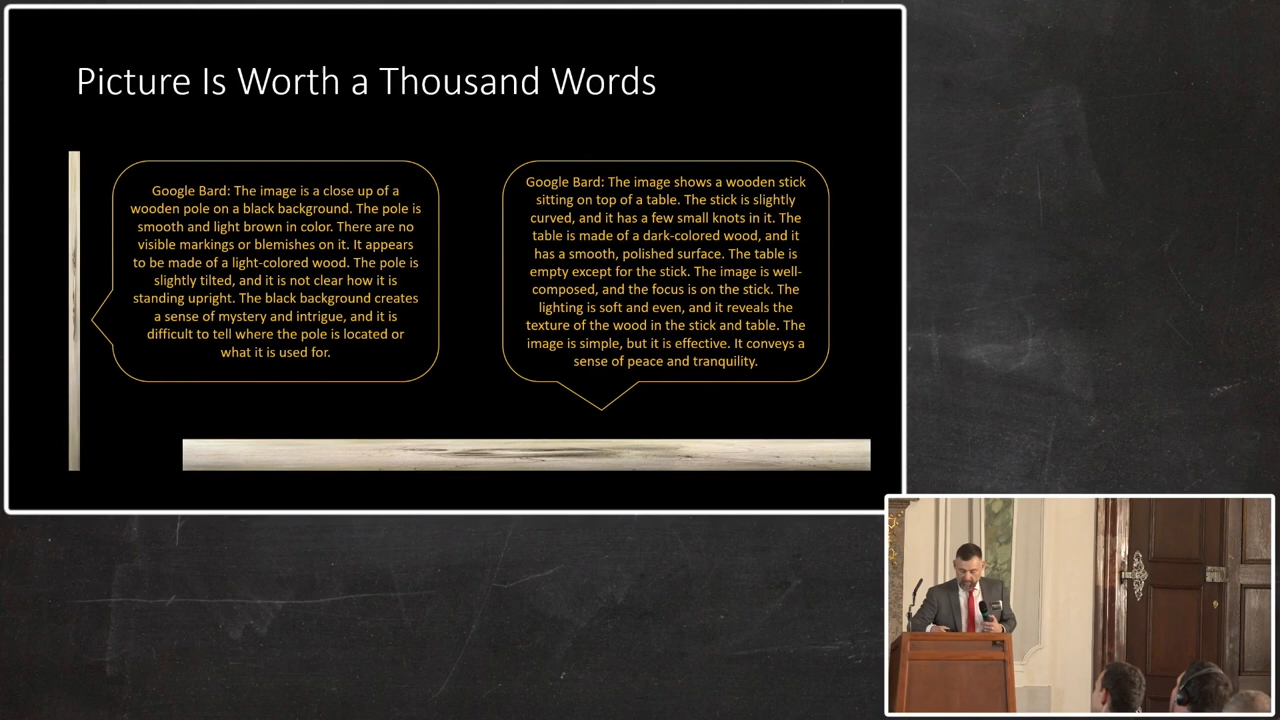 Picture Is Worth a Thousand Words
Google Bard: The image is a close up of a
wooden pole on a black background. The pole is
smooth and light brown in color. There are no
visible markings or blemishes on it. It appears
to be made of a light-colored wood. The pole is
slightly tilted, and it is not clear how it is
standing upright. The black background creates
a sense of mystery and intrigue, and it is
difficult to tell where the pole is located or
what it is used for.
Google Bard: The image shows a wooden stick
sitting on top of a table. The stick is slightly
curved, and it has a few small knots in it. The
table is made of a dark-colored wood, and it
has a smooth, polished surface. The table is
empty except for the stick. The image is well-
composed, and the focus is on the stick. The
lighting is soft and even, and it reveals the
texture of the wood in the stick and table. The
image is simple, but it is effective. It conveys a
sense of peace and tranquility.